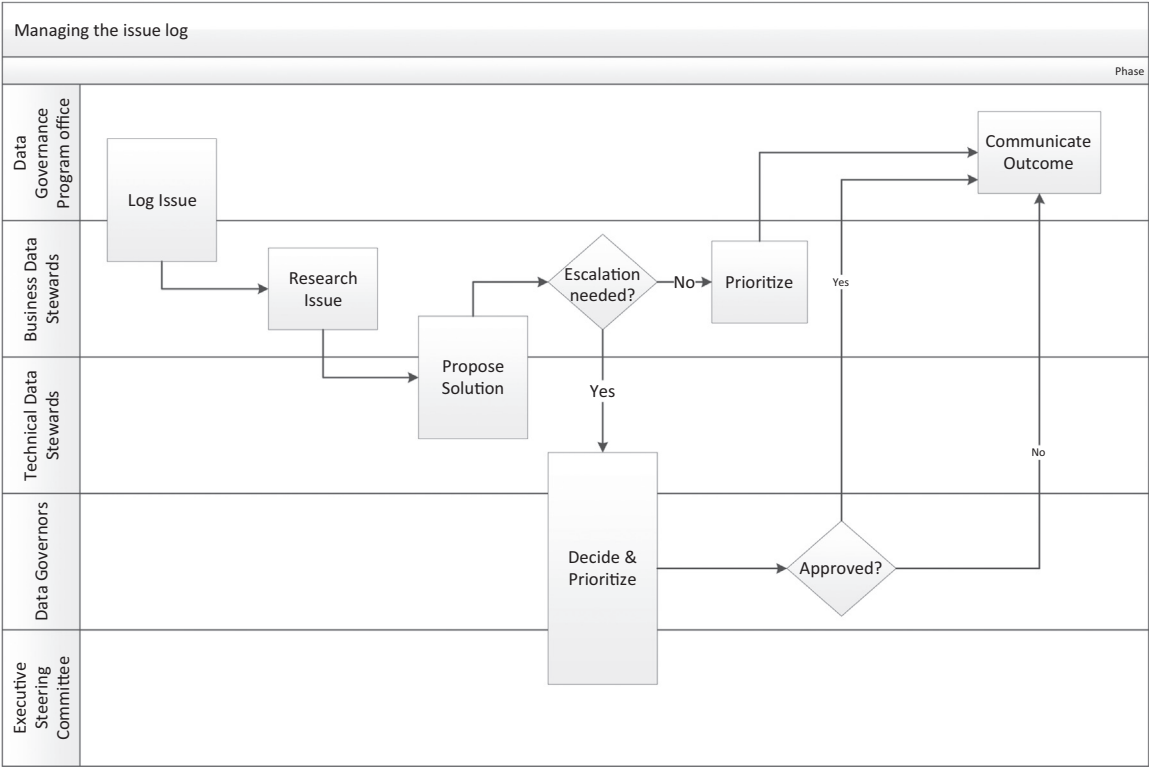 Managing the issue log
Phase
Data
Governance
Program office
Log Issue
Communicate
Outcome
Business Data
Stewards
Research
Issue
Escalation
needed?
No
Prioritize
Yes
Technical Data
Stewards
Propose
Solution
Yes
No
Data Governors
Decide &
Prioritize
Approved?
Executive
Steering
Committee